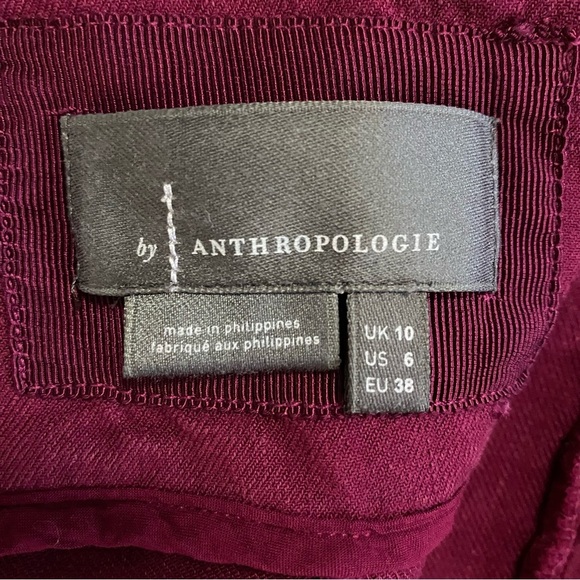 by ANTHROPOLOGIE
made in philippines
fabriqué aux philippines
UK 10
US 6
EU 38